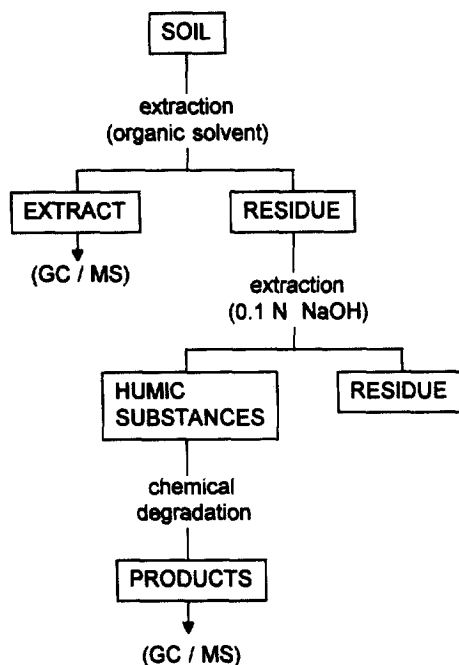 SOIL
extraction
(organic solvent)
EXTRACT
RESIDUE
(GC / MS)
extraction
(0.1 N NaOH)
HUMIC
SUBSTANCES
RESIDUE
chemical
degradation
PRODUCTS
(GC / MS)